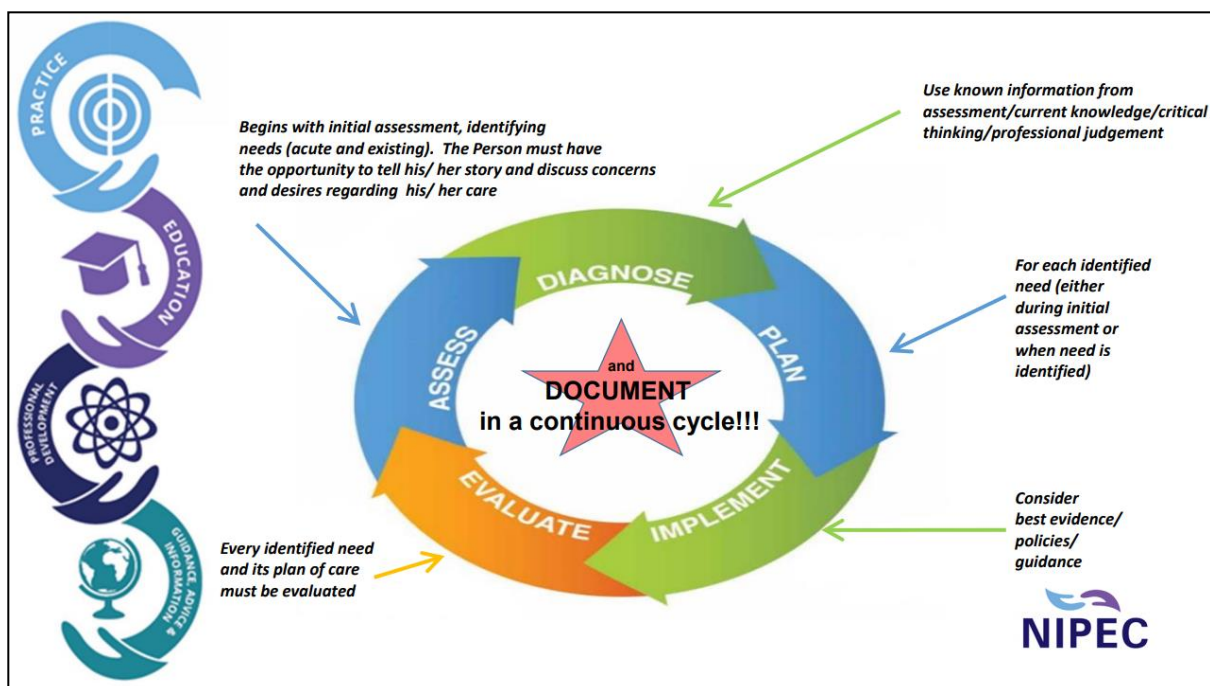 PRACTICE
EDUCATION
PROFESSIONAL
DEVELOPMENT
GUIDANCE, ADVICE
INFORMATION &
Begins with initial assessment, identifying
needs (acute and existing). The Person must have
the opportunity to tell his/ her story and discuss concerns
and desires regarding his/ her care
Use known information from
assessment/current knowledge/critical
thinking/professional judgement
For each identified
need (either
during initial
assessment or
when need is
identified)
Consider
best evidence/
policies/
guidance
Every identified need
and its plan of care
must be evaluated
ASSESS
DIAGNOSE
PLAN
IMPLEMENT
EVALUATE
and
DOCUMENT
in a continuous cycle!!!
NIPEC